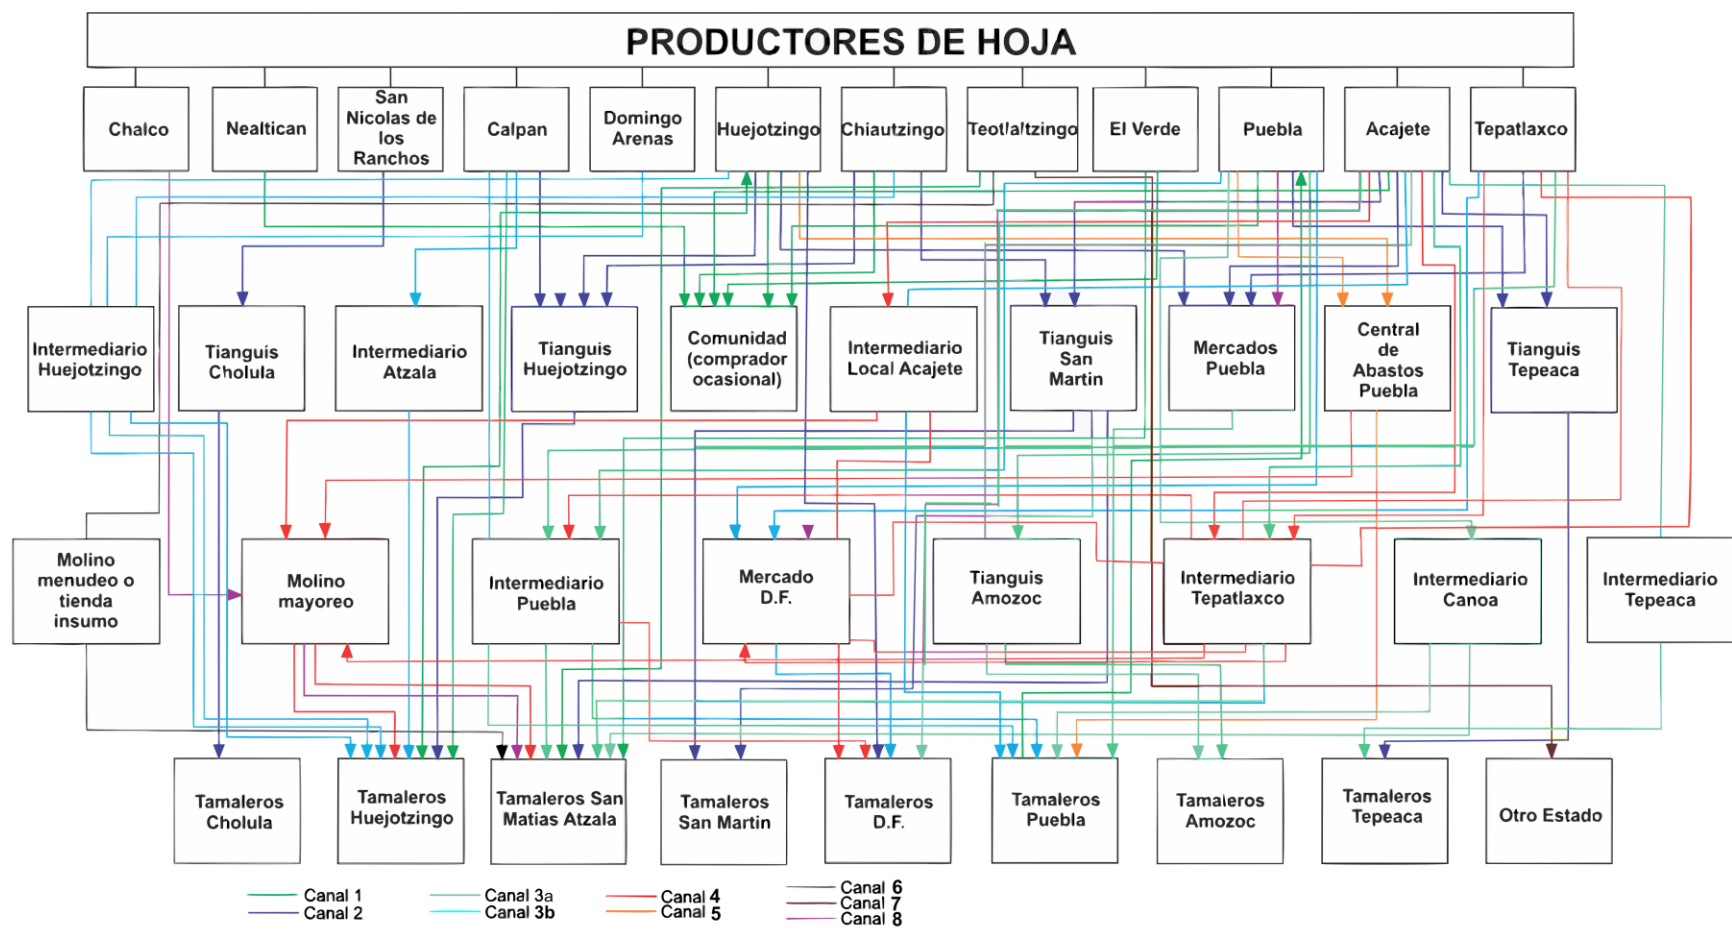 PRODUCTORES DE HOJA
Chalco
Nealtican
San
Nicolas de
los
Ranchos
Calpan
Domingo
Arenas
Huejotzingo
Chiautzingo
Teotlaltzingo
El Verde
Puebla
Acajete
Tepatlaxco
Intermediario
Huejotzingo
Tianguis
Cholula
Intermediario
Atzala
Tianguis
Huejotzingo
Comunidad
(comprador
ocasional)
Intermediario
Local Acajete
Tianguis
San
Martin
Mercados
Puebla
Central
de
Abastos
Puebla
Tianguis
Tepeaca
Molino
menudeo o
tienda
insumo
Molino
mayoreo
Intermediario
Puebla
Mercado
D.F.
Tianguis
Amozoc
Intermediario
Tepatlaxco
Intermediario
Canoa
Intermediario
Tepeaca
Tamaleros
Cholula
Tamaleros
Huejotzingo
Tamaleros San
Matias Atzala
Tamaleros
San Martin
Tamaleros
D.F.
Tamaleros
Puebla
Tamaleros
Amozoc
Tamaleros
Tepeaca
Otro Estado
Canal 1
Canal 2
Canal 3a
Canal 3b
Canal 4
Canal 5
Canal 6
Canal 7
Canal 8